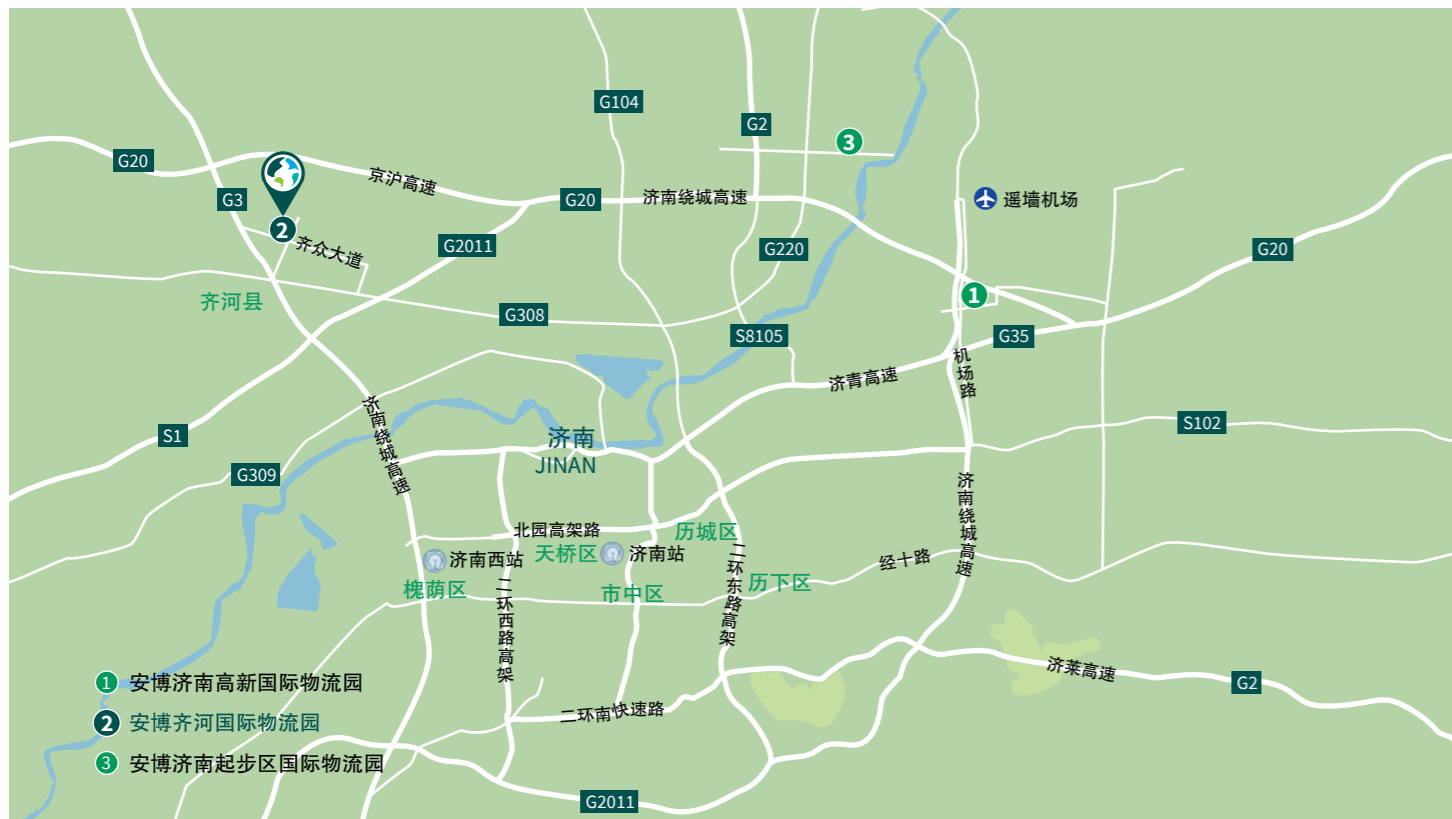 G104
G2
3
G20
京沪高速
G3
G20
济南绕城高速
遥墙机场
2
齐众大道
G2011
G220
G20
齐河县
1
G308
S8105
G35
机场路
济青高速
济南绕城高速
S1
济南
JINAN
S102
G309
济南绕城高速
北园高架路
历城区
济南西站
天桥区
济南站
二环东路高架
经十路
槐荫区
二环西路高架
市中区
历下区
济莱高速
G2
1 安博济南高新国际物流园
2 安博齐河国际物流园
二环南快速路
3 安博济南起步区国际物流园
G2011